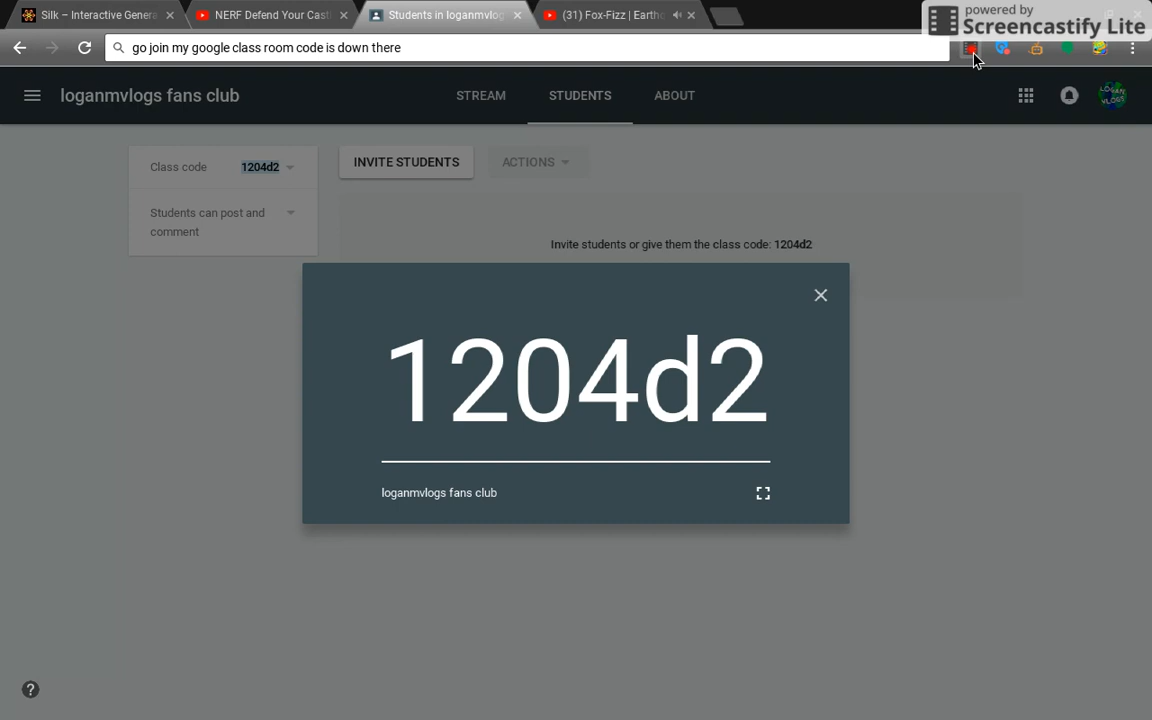 Silk – Interactive Genera
NERF Defend Your Cast
Students in loganmvlog
(31) Fox-Fizz | Earth
powered by
Screencastify Lite
go join my google class room code is down there
loganmvlogs fans club
STREAM
STUDENTS
ABOUT
LOGAN
VLOGS
Class code 1204d2
INVITE STUDENTS
ACTIONS
Students can post and
comment
Invite students or give them the class code: 1204d2
1204d2
loganmvlogs fans club
?